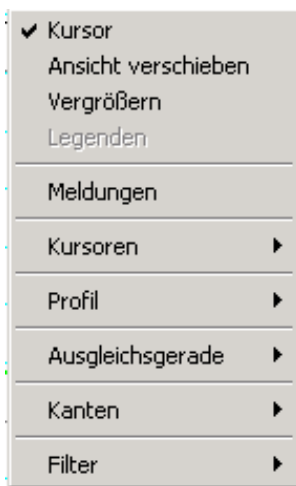 Kursor
Ansicht verschieben
Vergrößern
Legenden
Meldungen
Kursoren
Profil
Ausgleichsgerade
Kanten
Filter